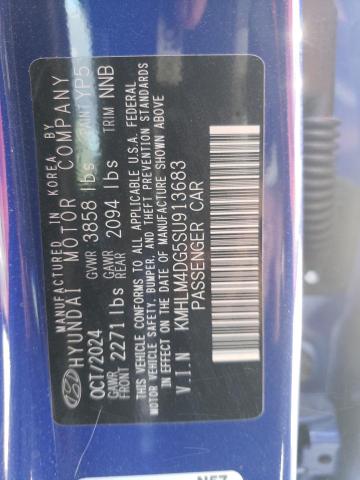 MANUFACTURED IN KOREA BY
HYUNDAI MOTOR COMPANY
OCT/2024 GVWR 3858 lbs PAINT YP5
GAWR FRONT 2271 lbs GAWR REAR 2094 lbs TRIM NNB
THIS VEHICLE CONFORMS TO ALL APPLICABLE U.S.A. FEDERAL
MOTOR VEHICLE SAFETY, BUMPER, AND THEFT PREVENTION STANDARDS
IN EFFECT ON THE DATE OF MANUFACTURE SHOWN ABOVE
V.I.N KMHLM4DG5SU913683
PASSENGER CAR